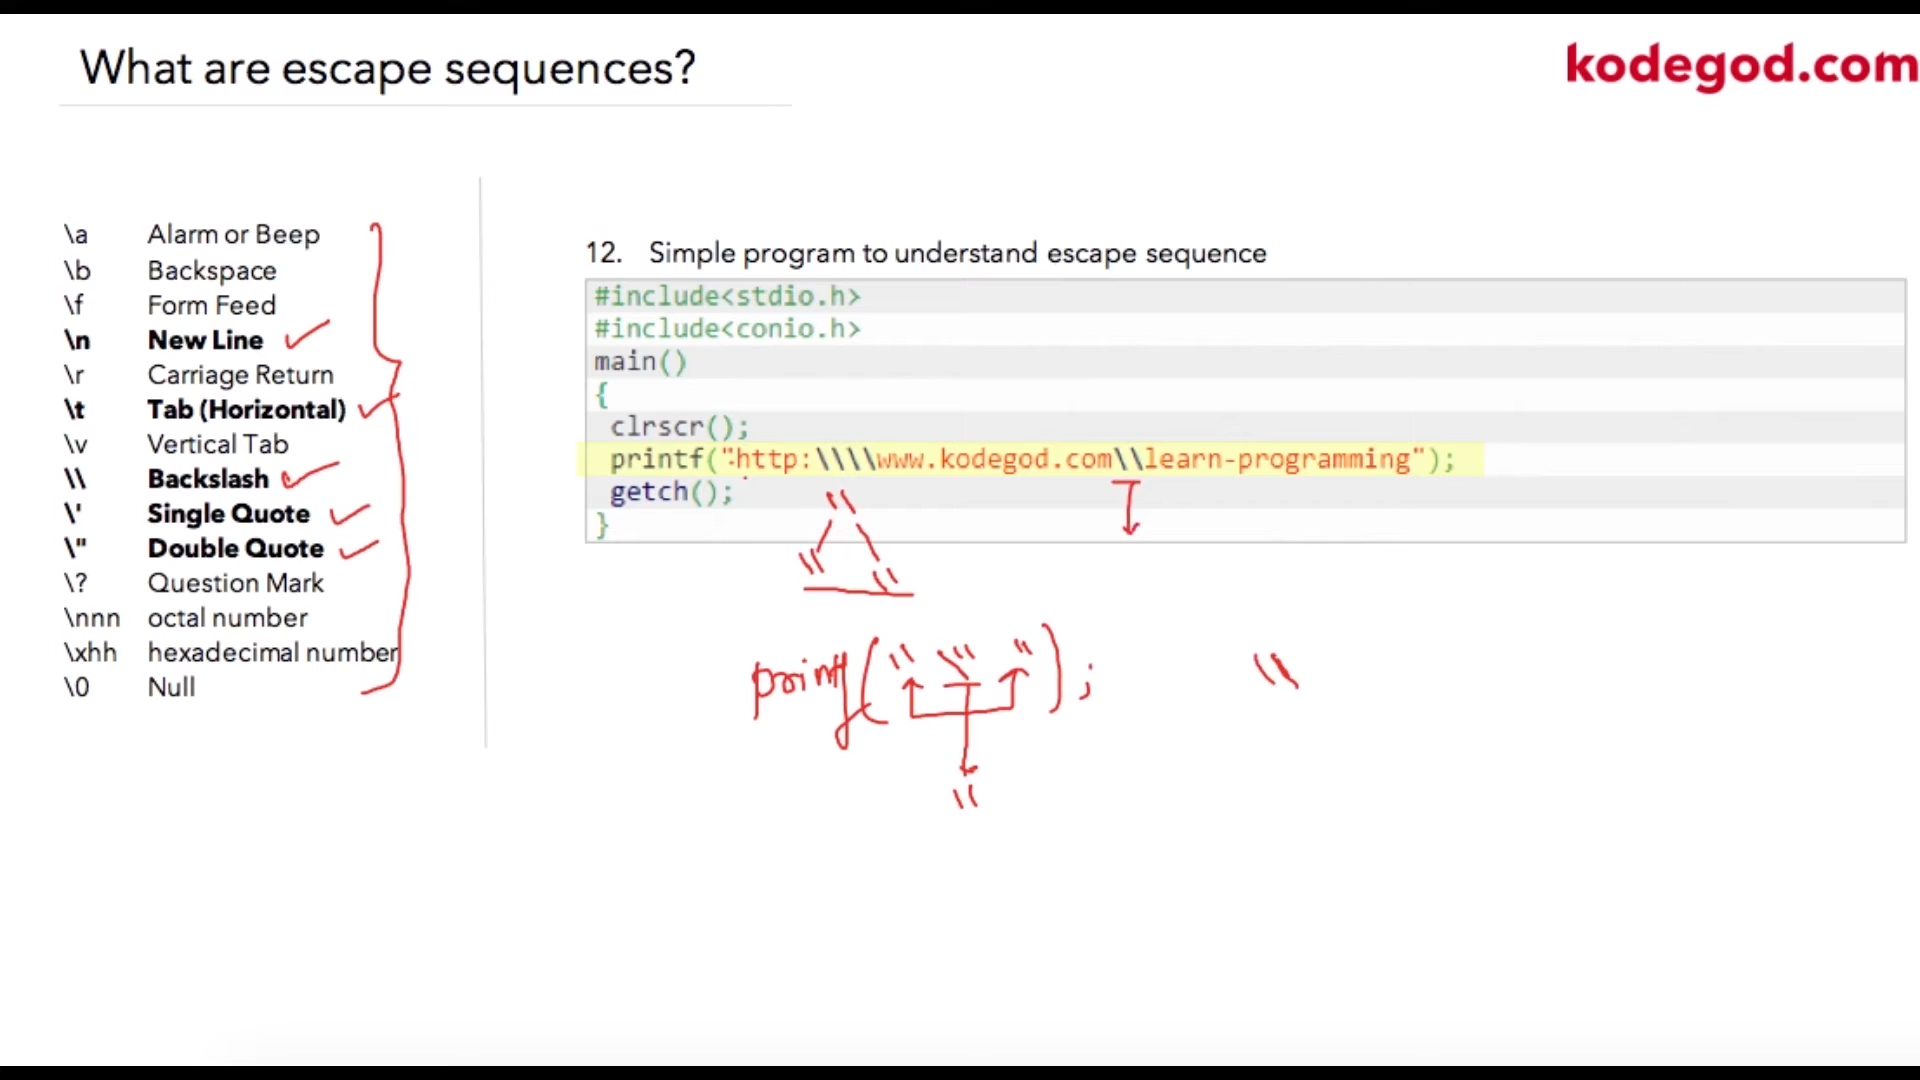 What are escape sequences?
kodegod.com
\a Alarm or Beep
\b Backspace
\f Form Feed
\n New Line
\r Carriage Return
\t Tab (Horizontal)
\v Vertical Tab
\\ Backslash
\' Single Quote
\" Double Quote
\? Question Mark
\nnn octal number
\xhh hexadecimal number
\0 Null
12. Simple program to understand escape sequence
#include<stdio.h>
#include<conio.h>
main()
{
clrscr();
printf("http:\\\\www.kodegod.com\\learn-programming");
getch();
}
\\
\\ \\
printf(" \" ");
"
\\